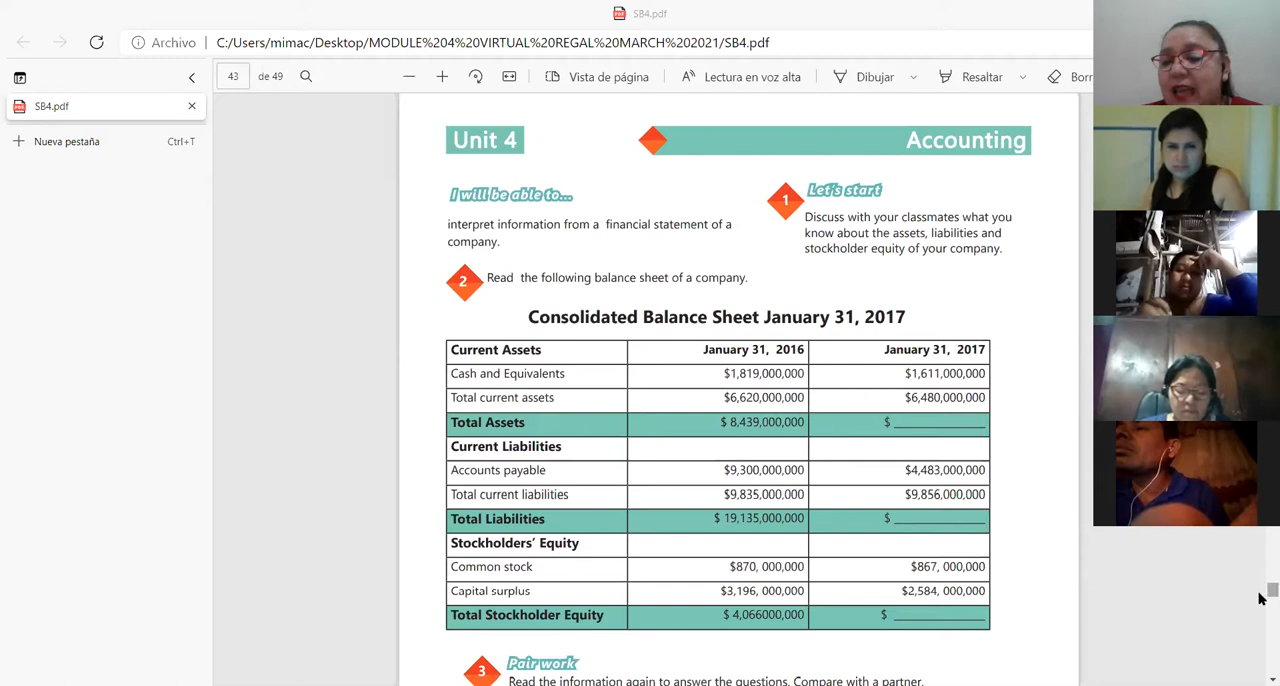 SB4.pdf
Archivo | C:/Users/mimac/Desktop/MODULE%204%20VIRTUAL%20REGAL%20MARCH%202021/SB4.pdf
43 de 49 Vista de página Lectura en voz alta Dibujar Resaltar Borr
SB4.pdf
Nueva pestaña Ctrl+T
Unit 4 Accounting
I will be able to...
interpret information from a financial statement of a
company.
1 Let's start
Discuss with your classmates what you
know about the assets, liabilities and
stockholder equity of your company.
2 Read the following balance sheet of a company.
Consolidated Balance Sheet January 31, 2017
Current Assets January 31, 2016 January 31, 2017
Cash and Equivalents $1,819,000,000 $1,611,000,000
Total current assets $6,620,000,000 $6,480,000,000
Total Assets $ 8,439,000,000 $ ______________
Current Liabilities
Accounts payable $9,300,000,000 $4,483,000,000
Total current liabilities $9,835,000,000 $9,856,000,000
Total Liabilities $ 19,135,000,000 $ ______________
Stockholders' Equity
Common stock $870, 000,000 $867, 000,000
Capital surplus $3,196, 000,000 $2,584, 000,000
Total Stockholder Equity $ 4,066000,000 $ ______________
3 Pair work
Read the information again to answer the questions. Compare with a partner.